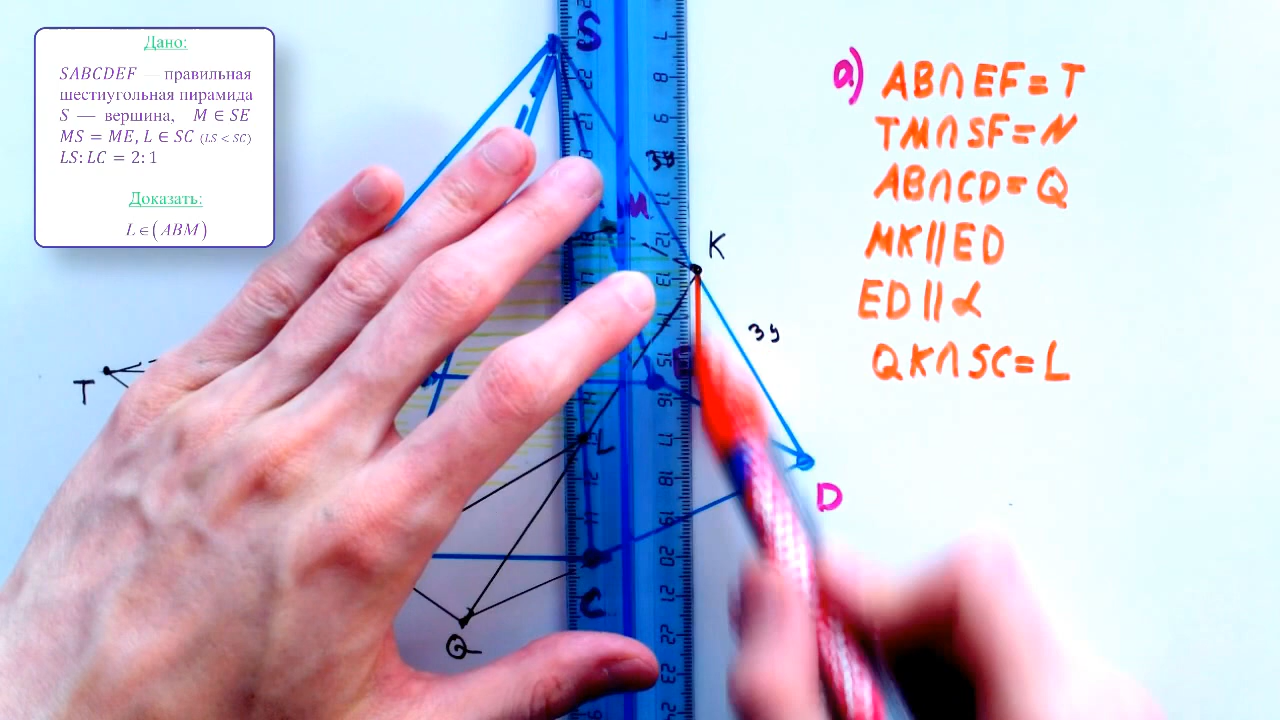 Дано:
SABCDEF — правильная
шестиугольная пирамида
S — вершина, M ∈ SE
MS = ME, L ∈ SC (LS < SC)
LS: LC = 2: 1
Доказать:
L ∈ (ABM)
a) AB∩EF=T
TM∩SF=N
AB∩CD=Q
MK||ED
ED||α
QK∩SC=L
S
3y
M
K
3y
T
L
D
C
Q